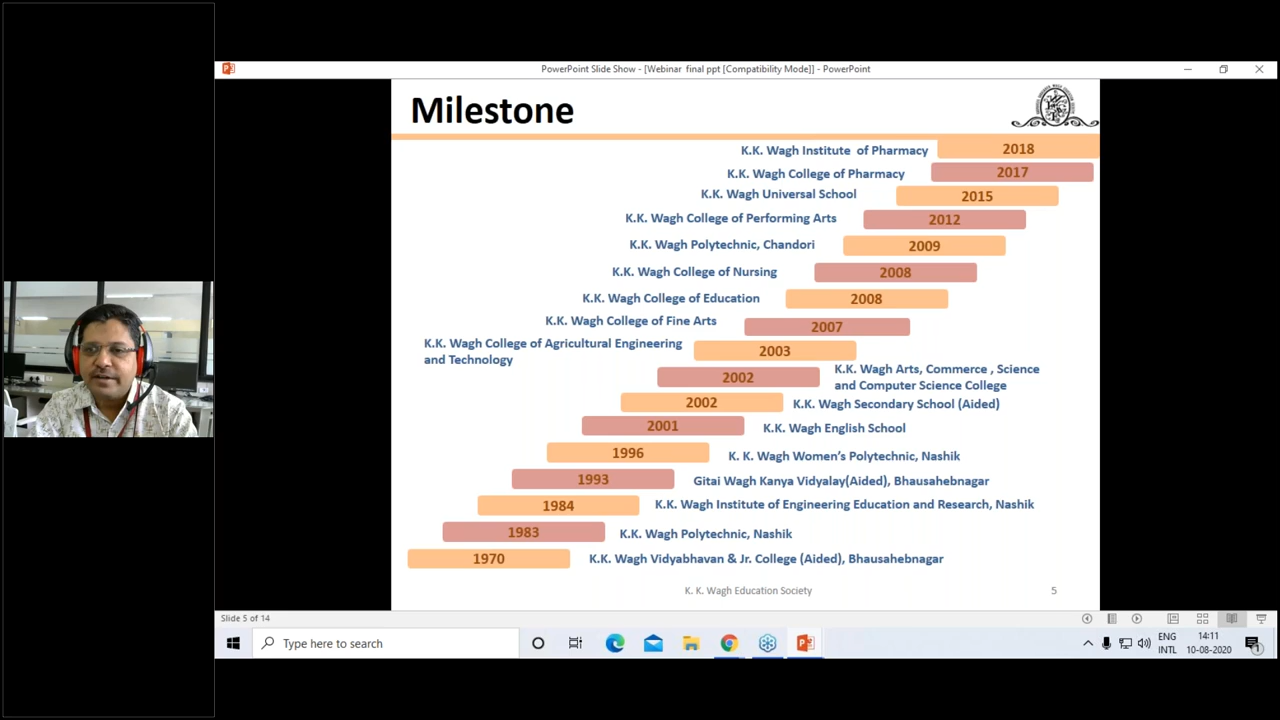 PowerPoint Slide Show - [Webinar final ppt [Compatibility Mode]] - PowerPoint
Milestone
K.K. Wagh Institute of Pharmacy 2018
K.K. Wagh College of Pharmacy 2017
K.K. Wagh Universal School 2015
K.K. Wagh College of Performing Arts 2012
K.K. Wagh Polytechnic, Chandori 2009
K.K. Wagh College of Nursing 2008
K.K. Wagh College of Education 2008
K.K. Wagh College of Fine Arts 2007
K.K. Wagh College of Agricultural Engineering
and Technology
2003
2002
K.K. Wagh Arts, Commerce , Science
and Computer Science College
2002 K.K. Wagh Secondary School (Aided)
2001 K.K. Wagh English School
1996 K. K. Wagh Women's Polytechnic, Nashik
1993 Gitai Wagh Kanya Vidyalay(Aided), Bhausahebnagar
1984 K.K. Wagh Institute of Engineering Education and Research, Nashik
1983 K.K. Wagh Polytechnic, Nashik
1970 K.K. Wagh Vidyabhavan & Jr. College (Aided), Bhausahebnagar
K. K. Wagh Education Society 5
Slide 5 of 14
Type here to search
ENG 14:11
INTL 10-08-2020
1